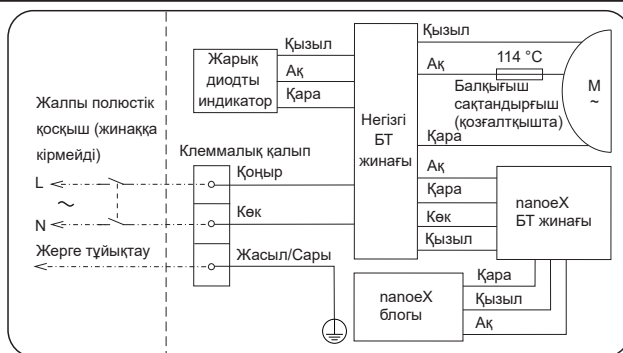 Жалпы полюстік
қосқыш (жинаққа
кірмейді)
L
~
N
Жерге тұйықтау
Клеммалық қалып
Қоңыр
Көк
Жасыл/Сары
Жарық
диодты
индикатор
Қызыл
Ақ
Қара
Негізгі
БТ
жинағы
Қызыл
Ақ
114 °C
Балқығыш
сақтандырғыш
(қозғалтқышта)
Қара
M
~
Ақ
Қара
Көк
Қызыл
nanoeX
БТ жинағы
nanoeX
блогы
Қара
Қызыл
Ақ